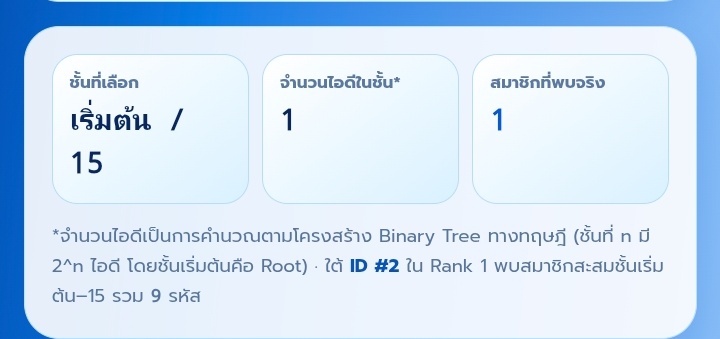 ชั้นที่เลือก
เริ่มต้น /
15
จำนวนไอดีในชั้น*
1
สมาชิกที่พบจริง
1
*จำนวนไอดีเป็นการคำนวณตามโครงสร้าง Binary Tree ทางทฤษฎี (ชั้นที่ n มี
2^n ไอดี โดยชั้นเริ่มต้นคือ Root) · ใต้ ID #2 ใน Rank 1 พบสมาชิกสะสมชั้นเริ่ม
ต้น–15 รวม 9 รหัส